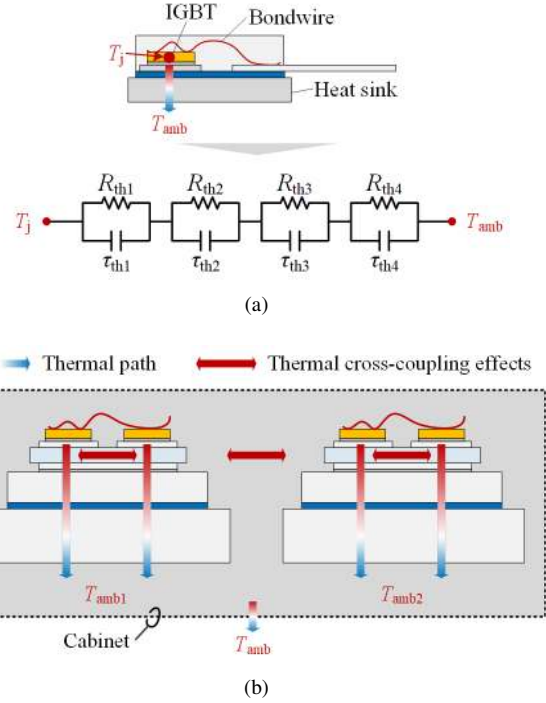 IGBT
Bondwire
Tj
Heat sink
Tamb
Rth1 Rth2 Rth3 Rth4
Tj Tamb
τth1 τth2 τth3 τth4
(a)
Thermal path Thermal cross-coupling effects
Tamb1 Tamb2
Cabinet
Tamb
(b)